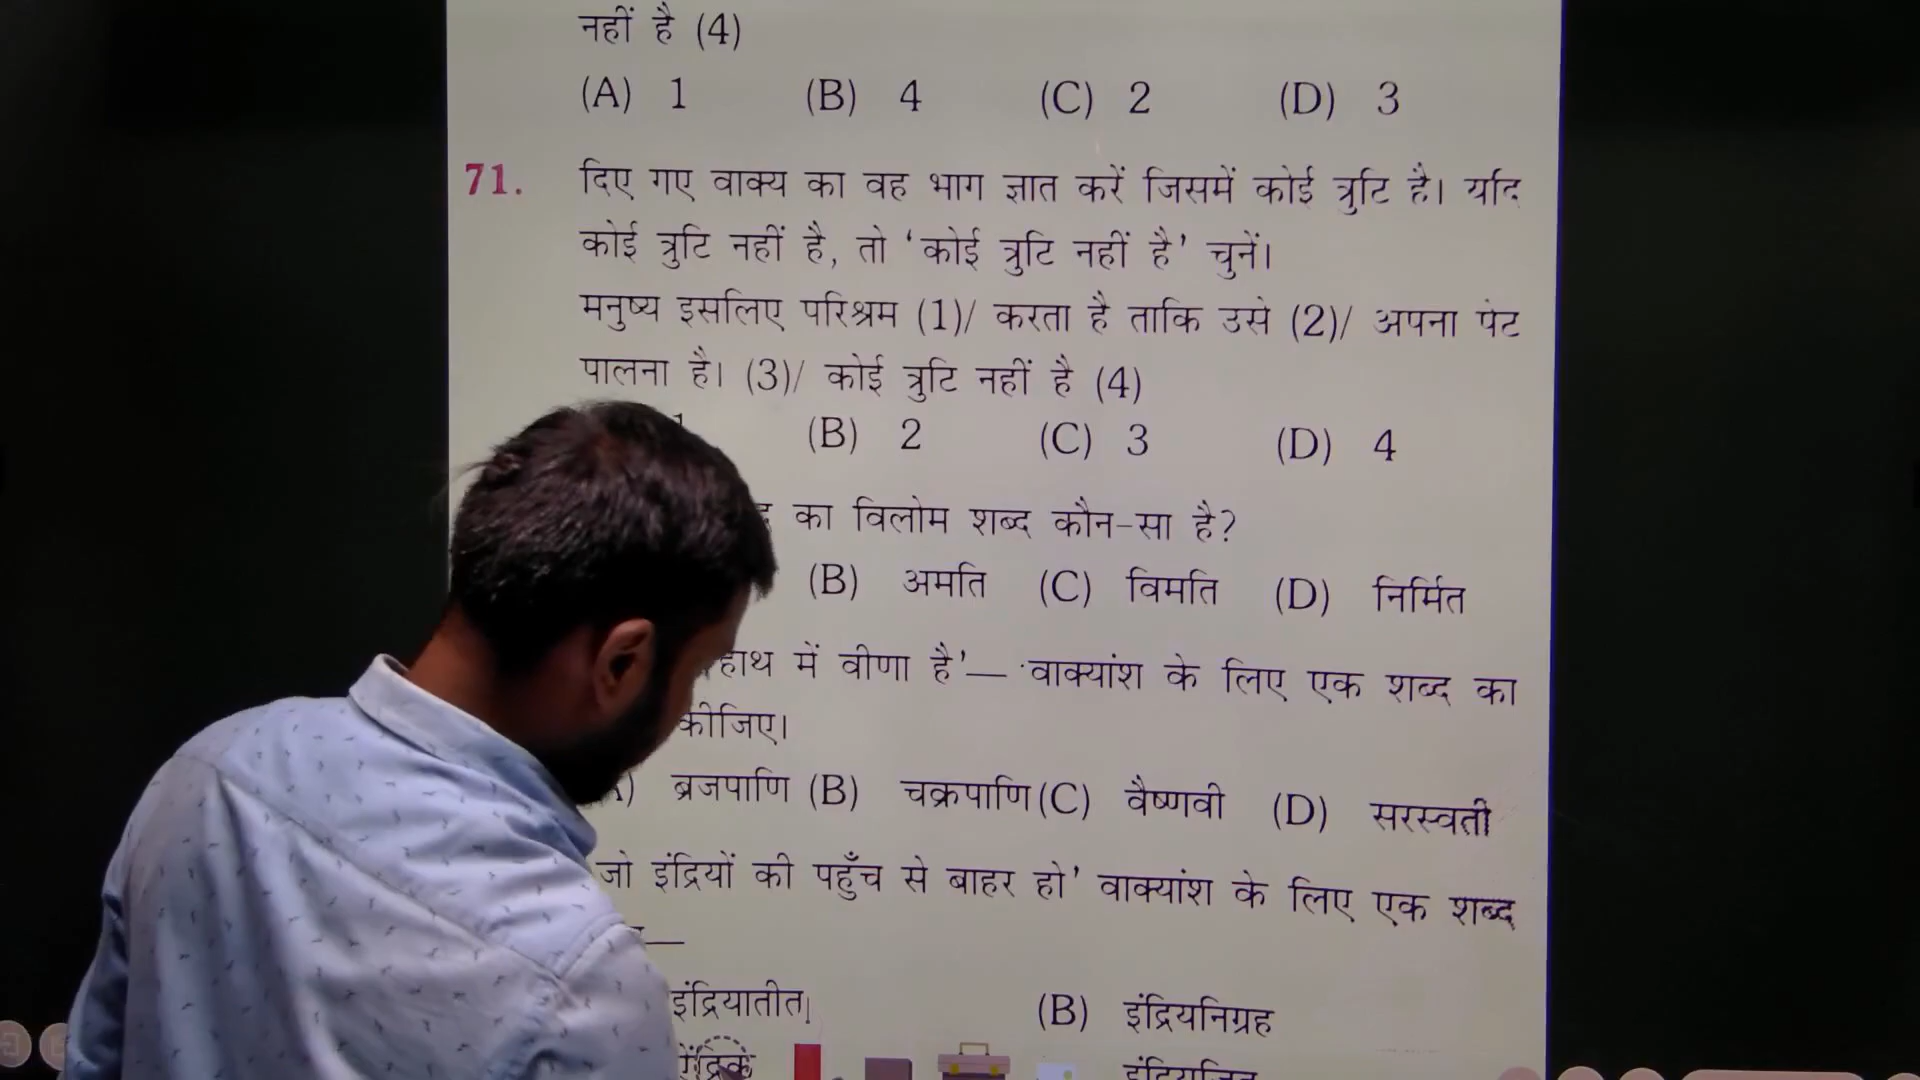 नहीं है (4)
(A) 1 (B) 4 (C) 2 (D) 3
71. दिए गए वाक्य का वह भाग ज्ञात करें जिसमें कोई त्रुटि है। यदि
कोई त्रुटि नहीं है, तो ‘कोई त्रुटि नहीं है’ चुनें।
मनुष्य इसलिए परिश्रम (1)/ करता है ताकि उसे (2)/ अपना पेट
पालना है। (3)/ कोई त्रुटि नहीं है (4)
(B) 2 (C) 3 (D) 4
का विलोम शब्द कौन-सा है?
(B) अमति (C) विमति (D) निर्मित
हाथ में वीणा है’— वाक्यांश के लिए एक शब्द का
कीजिए।
ब्रजपाणि (B) चक्रपाणि (C) वैष्णवी (D) सरस्वती
जो इंद्रियों की पहुँच से बाहर हो’ वाक्यांश के लिए एक शब्द
इंद्रियातीत (B) इंद्रियनिग्रह